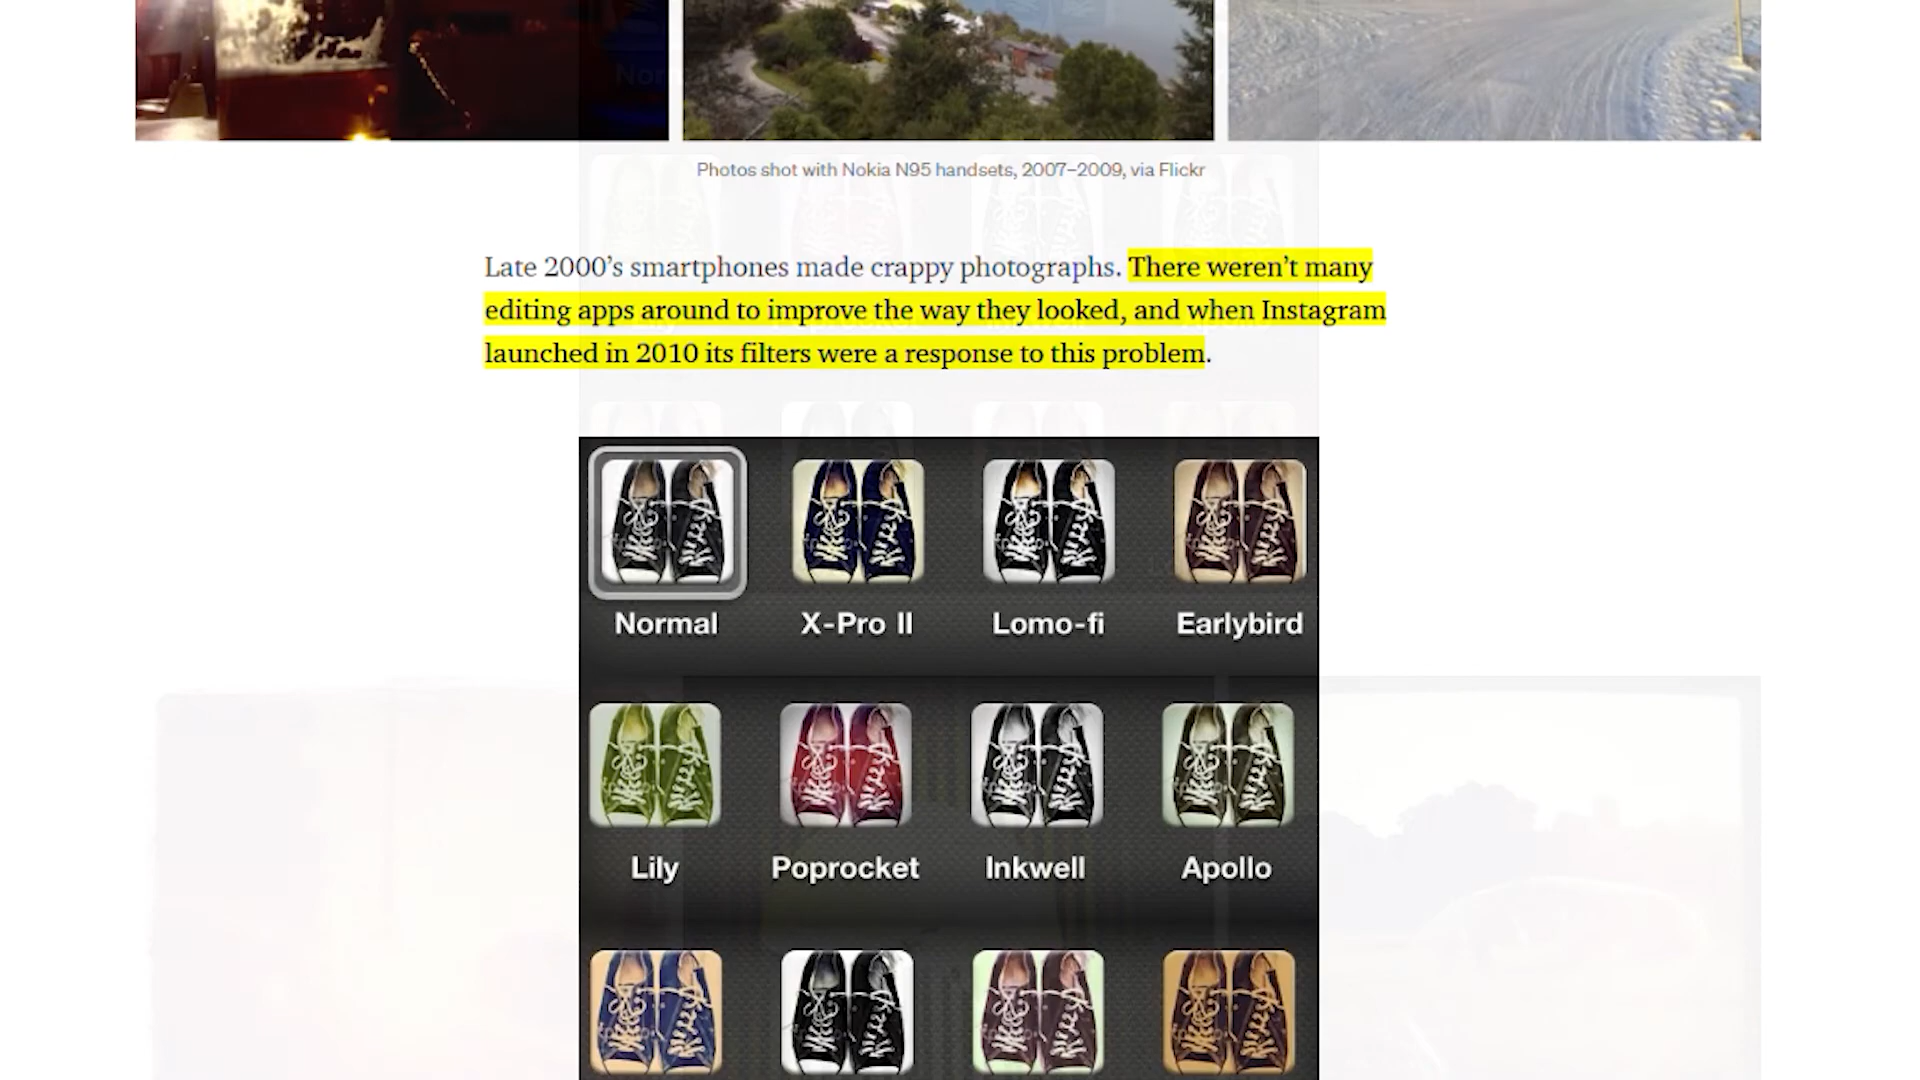 Photos shot with Nokia N95 handsets, 2007–2009, via Flickr
Late 2000’s smartphones made crappy photographs. There weren’t many
editing apps around to improve the way they looked, and when Instagram
launched in 2010 its filters were a response to this problem.
Normal X-Pro II Lomo-fi Earlybird
Lily Poprocket Inkwell Apollo